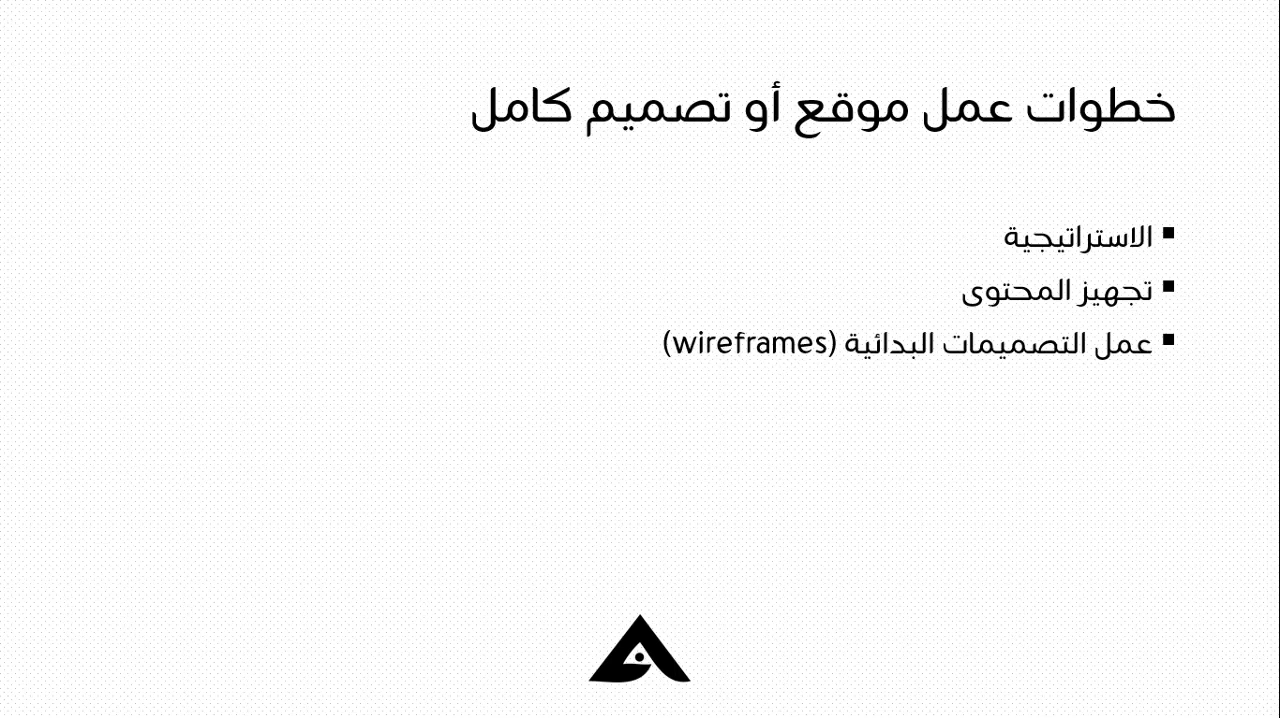 خطوات عمل موقع أو تصميم كامل
▪ الاستراتيجية
▪ تجهيز المحتوى
▪ عمل التصميمات البدائية (wireframes)